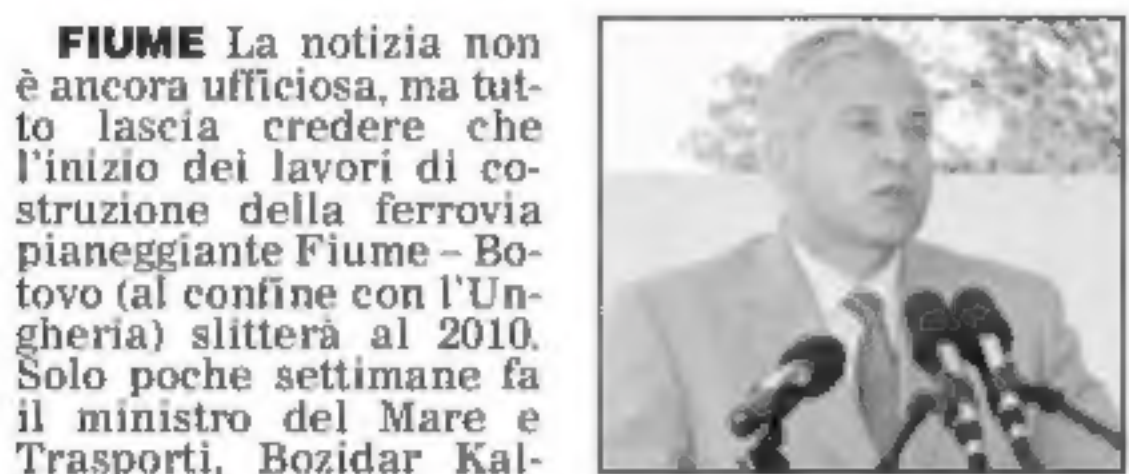 FIUME La notizia non
è ancora ufficiosa, ma tut-
to lascia credere che
l'inizio dei lavori di co-
struzione della ferrovia
pianeggiante Fiume – Bo-
tovo (al confine con l'Un-
gheria) slitterà al 2010.
Solo poche settimane fa
il ministro del Mare e
Trasporti, Bozidar Kal-